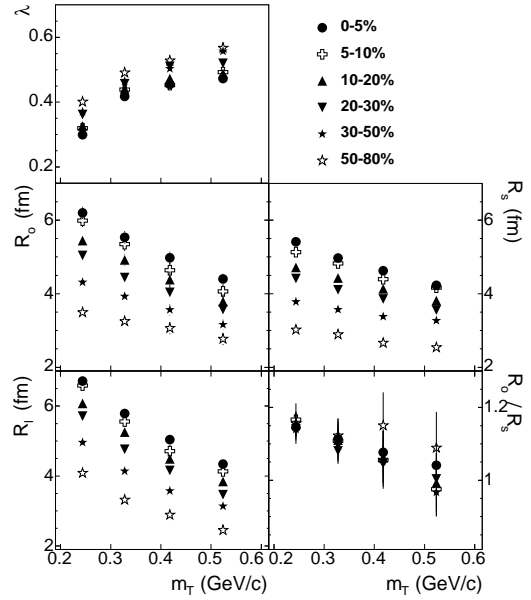 λ
0.6
0.4
0.2
0-5%
5-10%
10-20%
20-30%
30-50%
50-80%
R_o (fm)
6
4
2
R_s (fm)
6
4
2
R_l (fm)
6
4
2
R_o / R_s
1.2
1
0.2 0.3 0.4 0.5 0.6
m_T (GeV/c)
0.2 0.3 0.4 0.5 0.6
m_T (GeV/c)